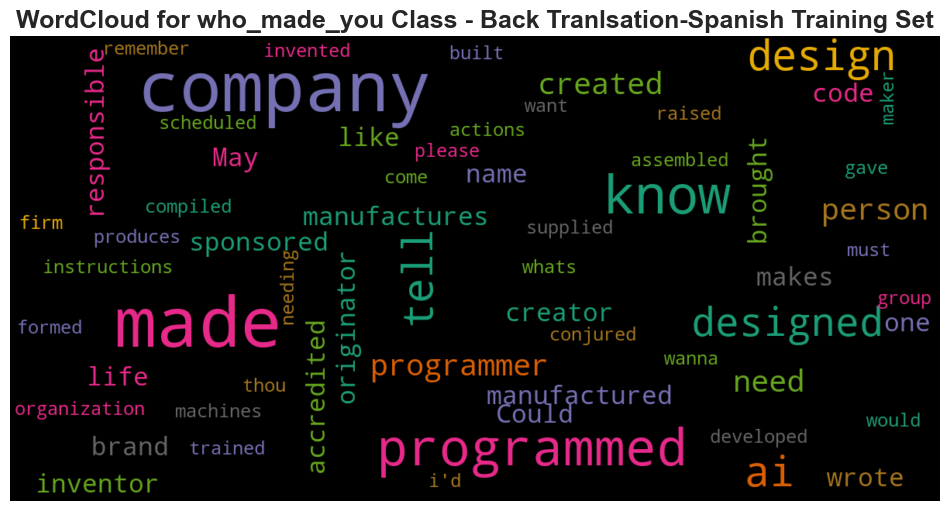 WordCloud for who_made_you Class - Back Tranlsation-Spanish Training Set
remember
invented
built
design
responsible
company
created
code
maker
want
raised
scheduled
like
actions
May
please
assembled
brought
gave
come
name
know
person
compiled
manufactures
firm
produces
sponsored
supplied
must
instructions
needing
tell
whats
makes
originator
group
formed
made
creator
designed
one
conjured
accredited
programmer
wanna
life
thou
need
organization
machines
manufactured
Could
would
brand
trained
programmed
developed
inventor
i'd
ai
wrote